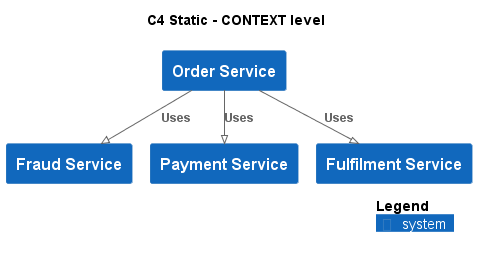 C4 Static - CONTEXT level
Order Service
Uses
Uses
Uses
Fraud Service
Payment Service
Fulfilment Service
Legend
system